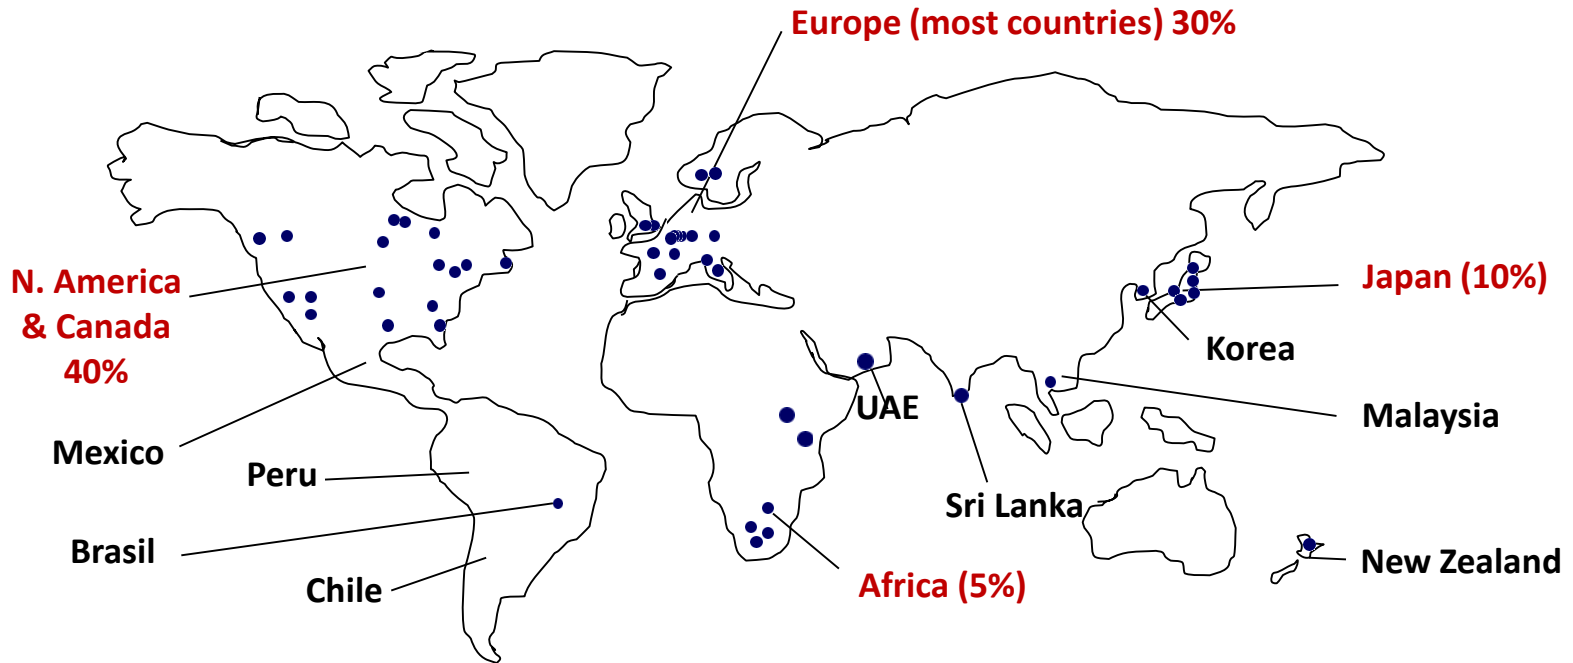 Europe (most countries) 30%
N. America
& Canada
40%
Japan (10%)
Korea
UAE
Malaysia
Mexico
Peru
Sri Lanka
Brasil
New Zealand
Chile
Africa (5%)